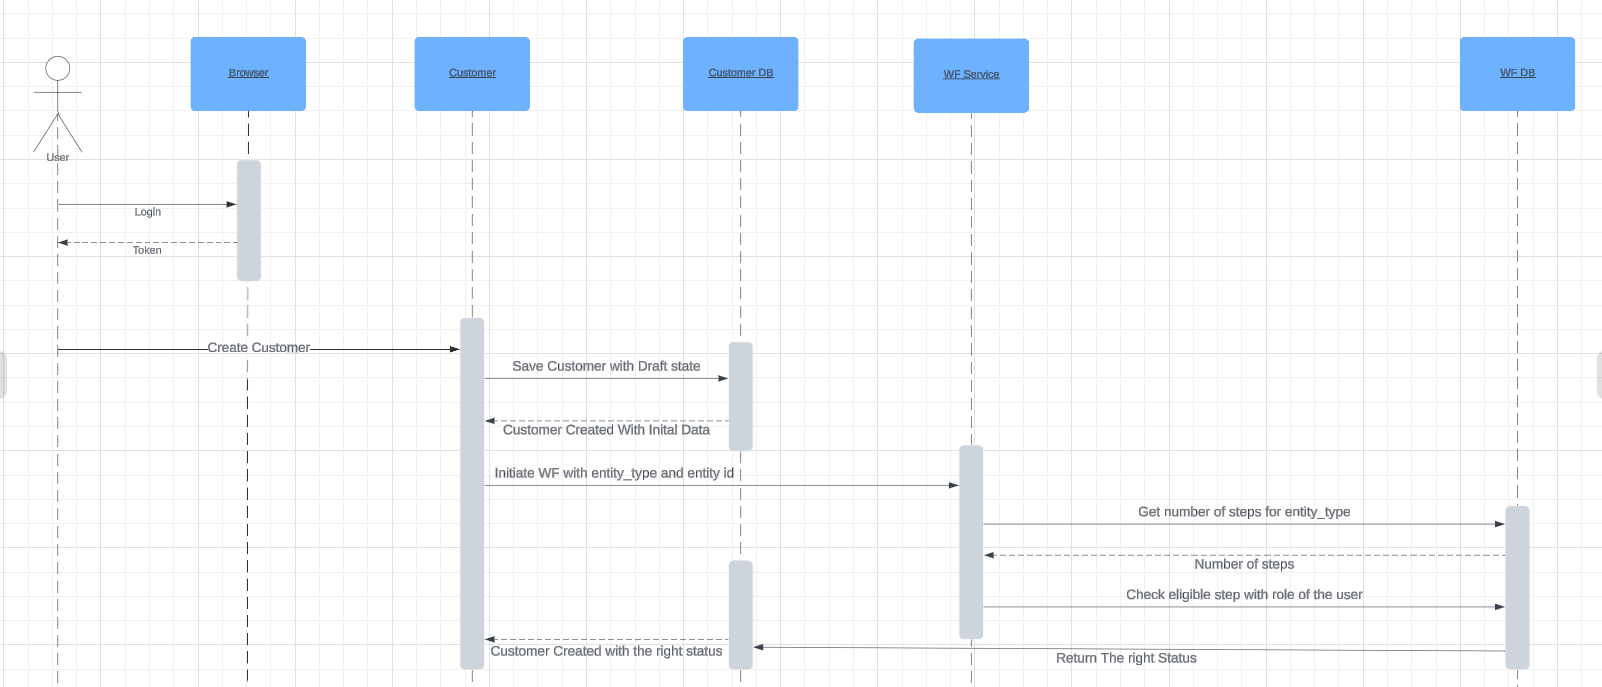 Browser
Customer
Customer DB
WF Service
WF DB
User
Login
Token
Create Customer
Save Customer with Draft state
Customer Created With Inital Data
Initiate WF with entity_type and entity id
Get number of steps for entity_type
Number of steps
Check eligible step with role of the user
Customer Created with the right status
Return The right Status